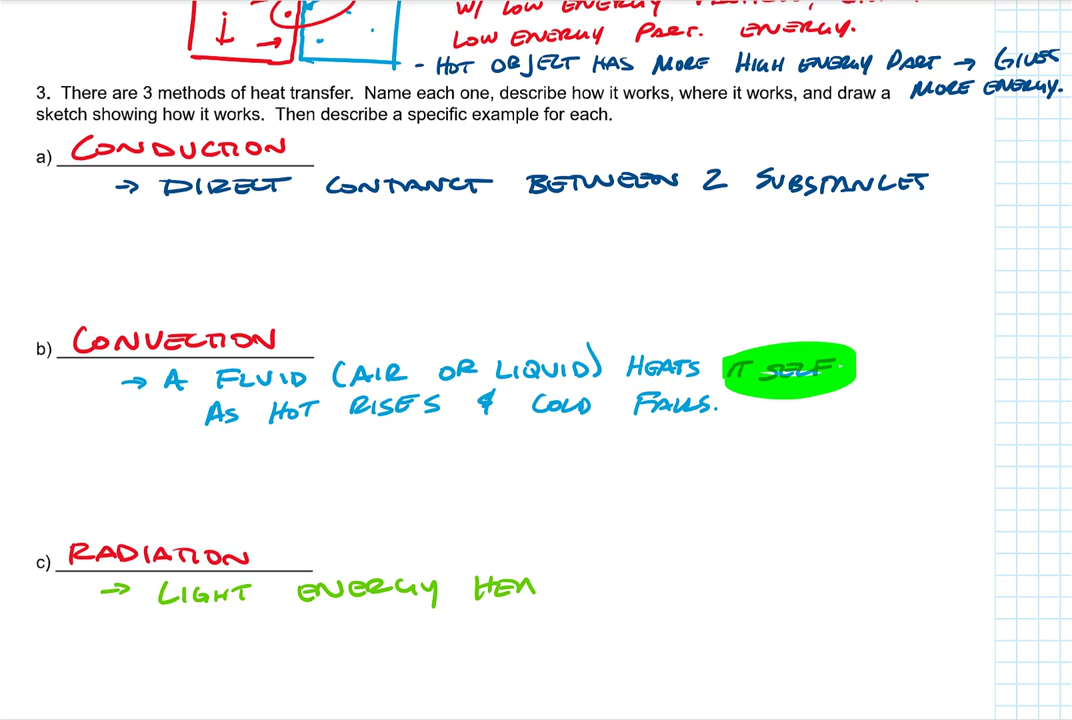 W/ LOW ENERGY
LOW ENERGY PART. ENERGY.
- HOT OBJECT HAS MORE HIGH ENERGY PART → GIVES
MORE ENERGY.
3. There are 3 methods of heat transfer. Name each one, describe how it works, where it works, and draw a
sketch showing how it works. Then describe a specific example for each.
a) CONDUCTION
→ DIRECT CONTANCT BETWEEN 2 SUBSTANCES
b) CONVECTION
→ A FLUID (AIR OR LIQUID) HEATS IT SELF
AS HOT RISES & COLD FALLS.
c) RADIATION
→ LIGHT ENERGY HEA